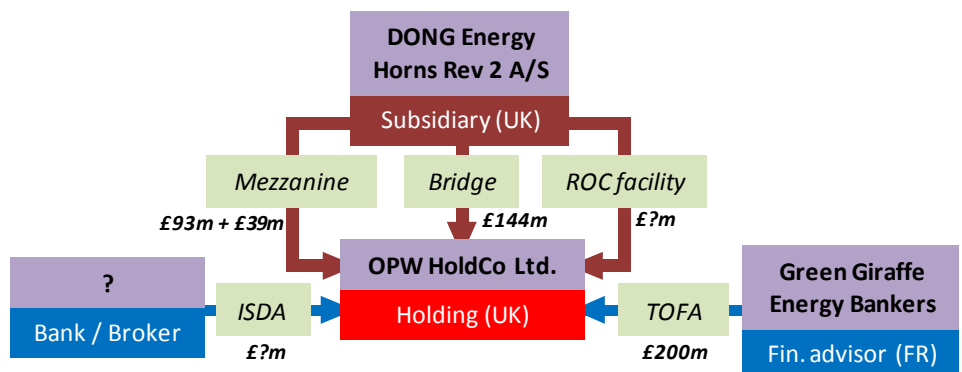 DONG Energy
Horns Rev 2 A/S
Subsidiary (UK)
Mezzanine
Bridge
ROC facility
£93m + £39m
£144m
£?m
OPW HoldCo Ltd.
Holding (UK)
?
Bank / Broker
ISDA
£?m
TOFA
£200m
Green Giraffe
Energy Bankers
Fin. advisor (FR)